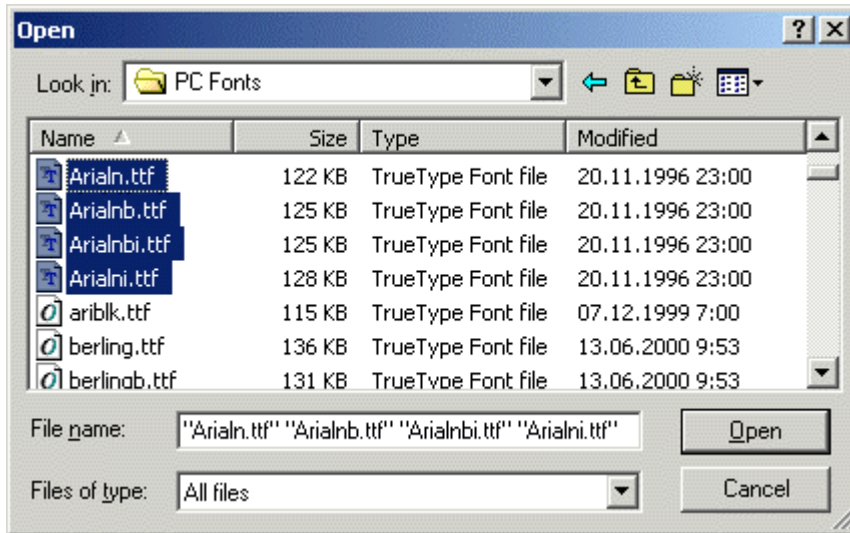 Open
Look in: PC Fonts
Name Size Type Modified
Arialn.ttf 122 KB TrueType Font file 20.11.1996 23:00
Arialnb.ttf 125 KB TrueType Font file 20.11.1996 23:00
Arialnbi.ttf 125 KB TrueType Font file 20.11.1996 23:00
Arialni.ttf 128 KB TrueType Font file 20.11.1996 23:00
ariblk.ttf 115 KB TrueType Font file 07.12.1999 7:00
berling.ttf 136 KB TrueType Font file 13.06.2000 9:53
berlingb.ttf 131 KB TrueType Font file 13.06.2000 9:53
File name: "Arialn.ttf" "Arialnb.ttf" "Arialnbi.ttf" "Arialni.ttf" Open
Files of type: All files Cancel